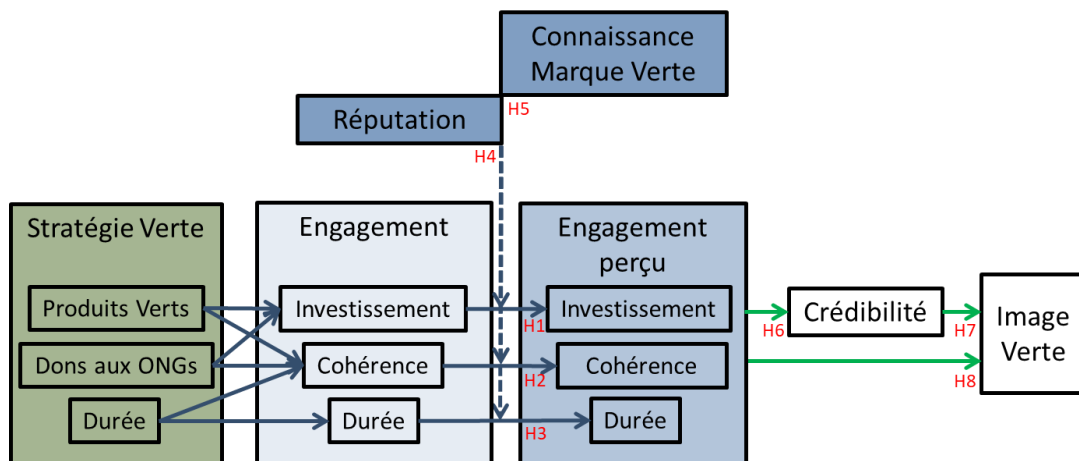 Connaissance
Marque Verte
Réputation
H5
H4
Stratégie Verte
Produits Verts
Dons aux ONGs
Durée
Engagement
Investissement
Cohérence
Durée
H1
H2
H3
Engagement
perçu
Investissement
Cohérence
Durée
H6
Crédibilité
H7
H8
Image
Verte